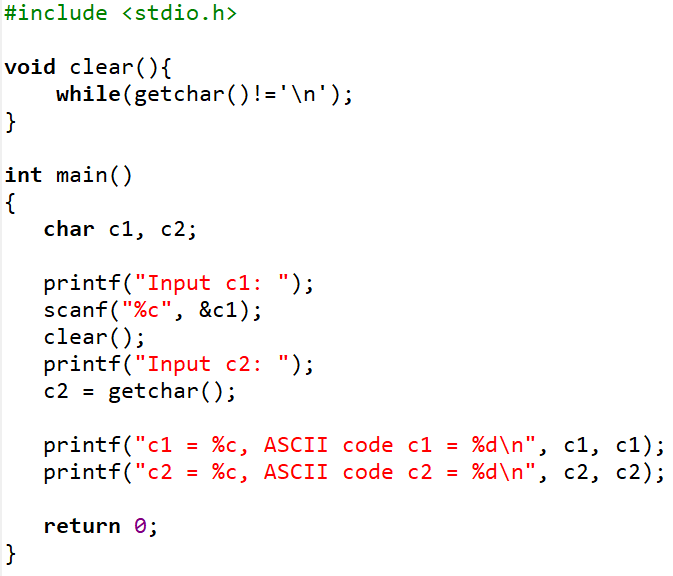 #include <stdio.h>
void clear(){
    while(getchar()!='\n');
}
int main()
{
   char c1, c2;
   printf("Input c1: ");
   scanf("%c", &c1);
   clear();
   printf("Input c2: ");
   c2 = getchar();
   printf("c1 = %c, ASCII code c1 = %d\n", c1, c1);
   printf("c2 = %c, ASCII code c2 = %d\n", c2, c2);
   return 0;
}